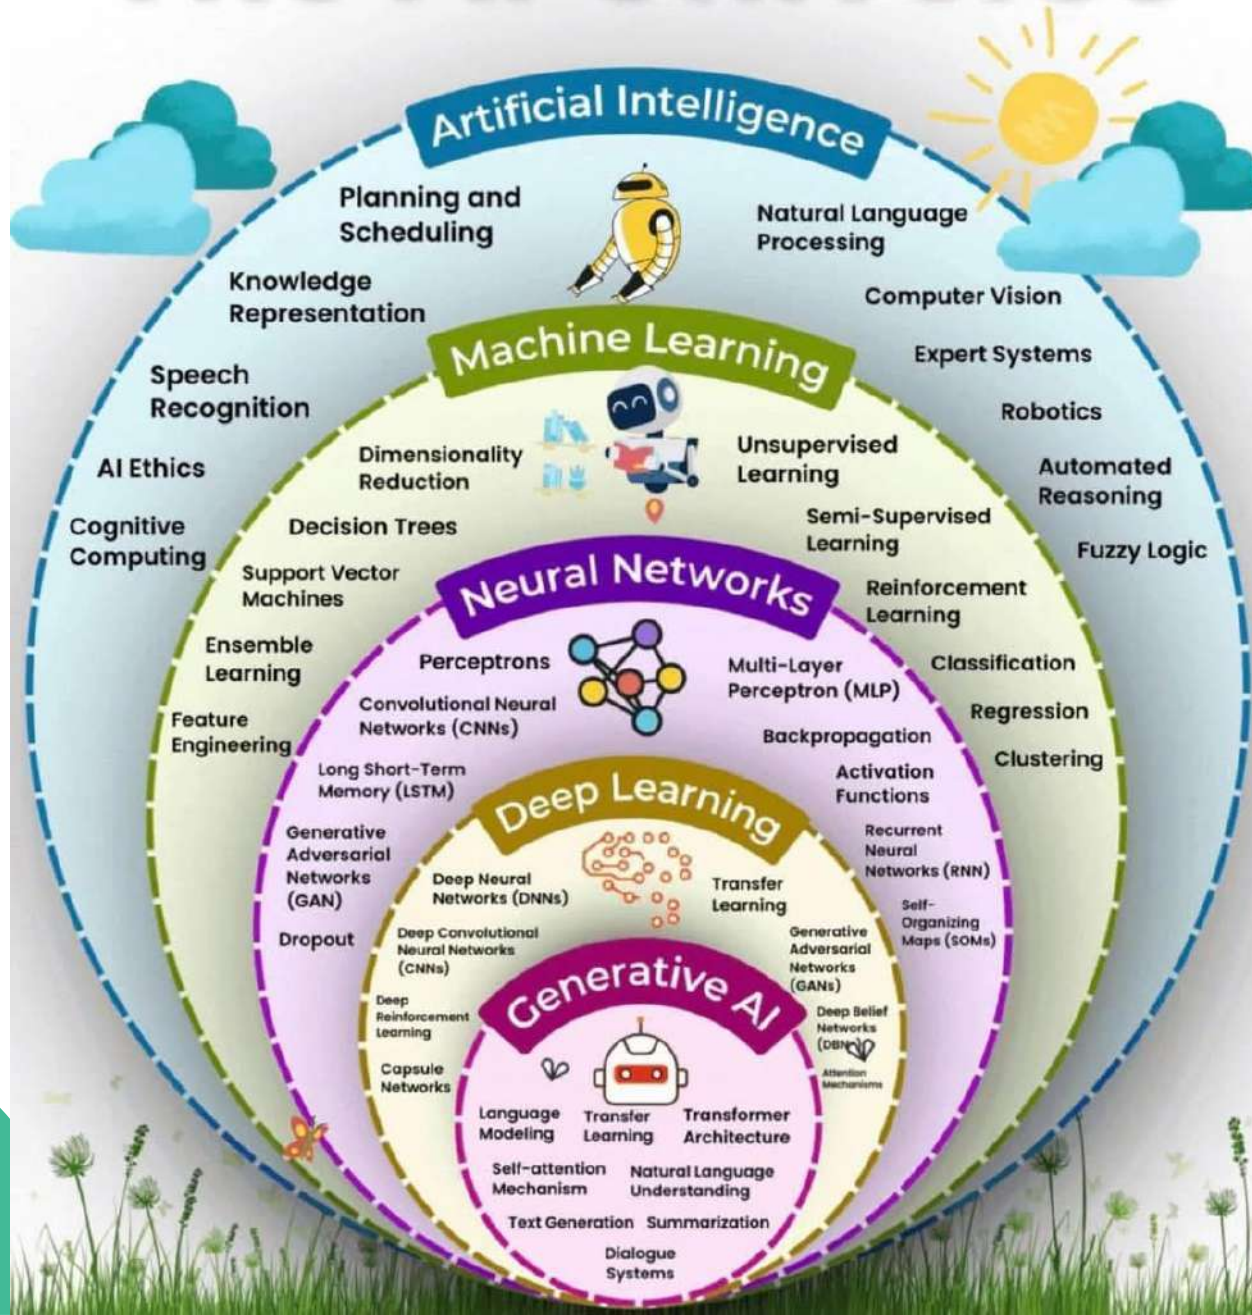 Artificial Intelligence
Planning and
Scheduling
Natural Language
Processing
Knowledge
Representation
Computer Vision
Speech
Recognition
Expert Systems
Robotics
AI Ethics
Automated
Reasoning
Cognitive
Computing
Fuzzy Logic
Machine Learning
Dimensionality
Reduction
Unsupervised
Learning
Decision Trees
Semi-Supervised
Learning
Support Vector
Machines
Reinforcement
Learning
Ensemble
Learning
Classification
Feature
Engineering
Regression
Clustering
Neural Networks
Perceptrons
Multi-Layer
Perceptron (MLP)
Convolutional Neural
Networks (CNNs)
Backpropagation
Long Short-Term
Memory (LSTM)
Activation
Functions
Generative
Adversarial
Networks
(GAN)
Recurrent
Neural
Networks (RNN)
Dropout
Self-
Organizing
Maps (SOMs)
Deep Learning
Deep Neural
Networks (DNNs)
Transfer
Learning
Deep Convolutional
Neural Networks
(CNNs)
Generative
Adversarial
Networks
(GANs)
Deep
Reinforcement
Learning
Deep Belief
Networks
(DBN
Capsule
Networks
Attention
Mechanisms
Generative AI
Language
Modeling
Transfer
Learning
Transformer
Architecture
Self-attention
Mechanism
Natural Language
Understanding
Text Generation
Summarization
Dialogue
Systems